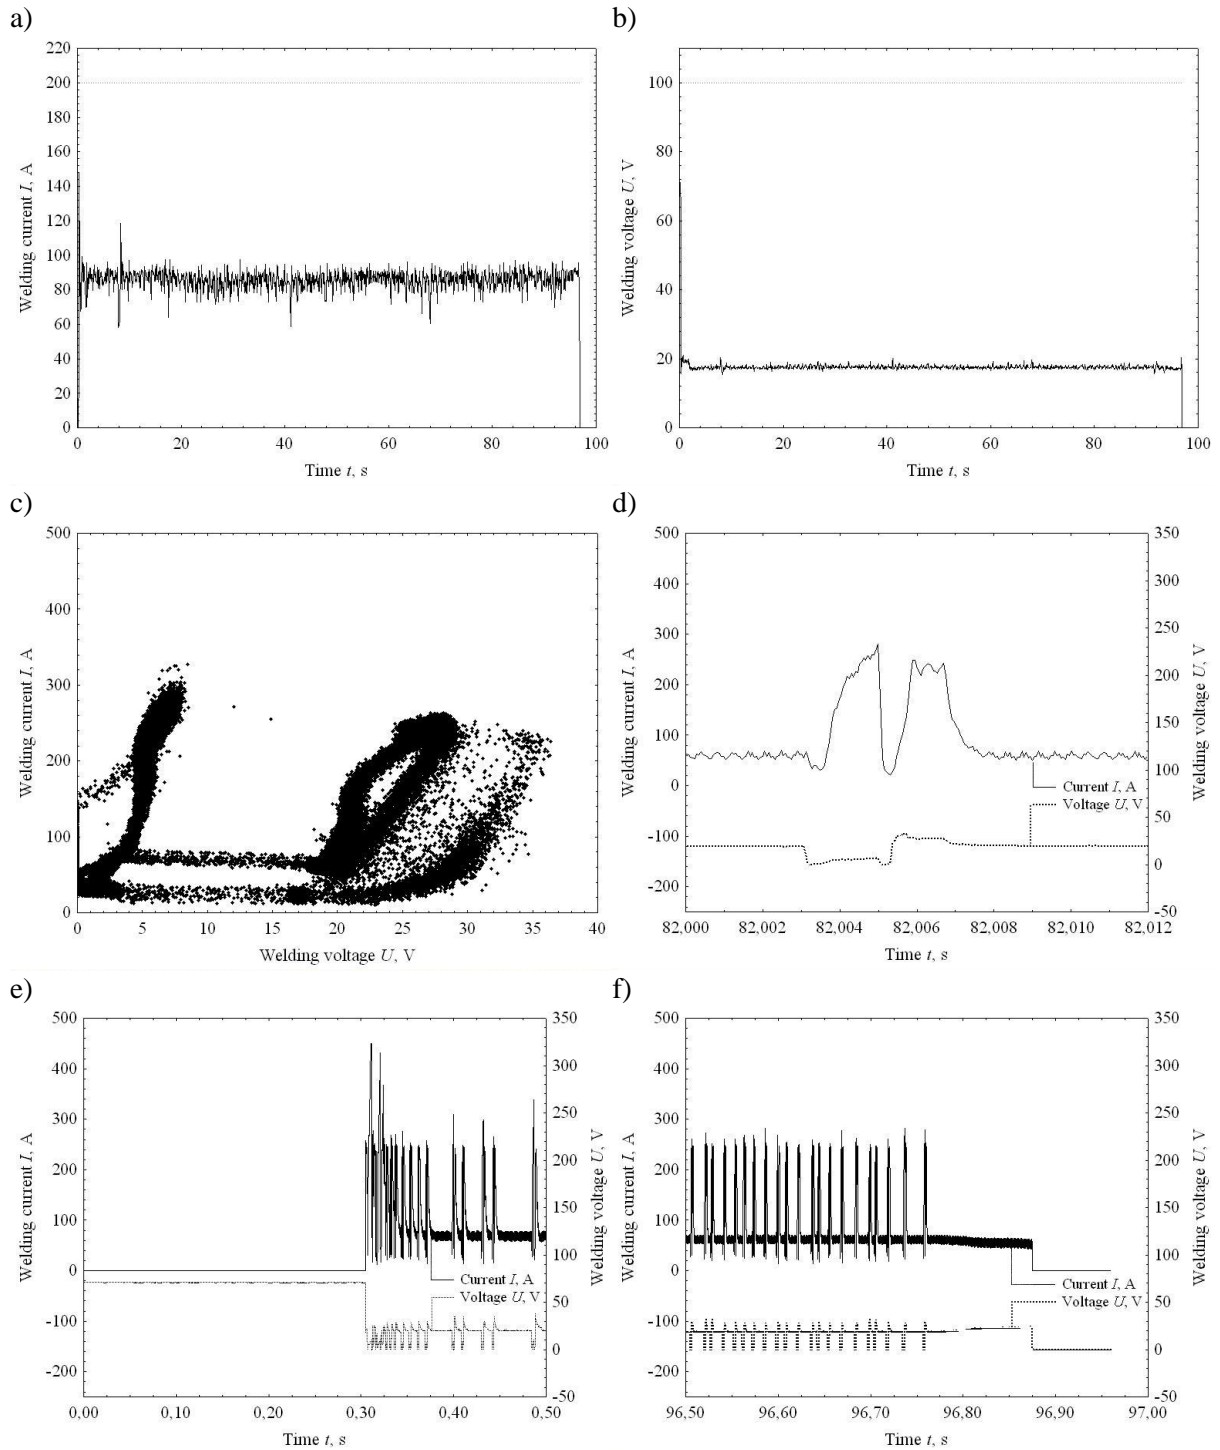 a)
b)
220
200
180
160
140
120
100
80
60
40
20
0
Welding current I, A
0 20 40 60 80 100
Time t, s
100
80
60
40
20
0
Welding voltage U, V
0 20 40 60 80 100
Time t, s
c)
d)
500
400
300
200
100
0
Welding current I, A
0 5 10 15 20 25 30 35 40
Welding voltage U, V
500
400
300
200
100
0
-100
-200
Welding current I, A
350
300
250
200
150
100
50
0
-50
Welding voltage U, V
Current I, A
Voltage U, V
82,000 82,002 82,004 82,006 82,008 82,010 82,012
Time t, s
e)
f)
500
400
300
200
100
0
-100
-200
Welding current I, A
350
300
250
200
150
100
50
0
-50
Welding voltage U, V
Current I, A
Voltage U, V
0,00 0,10 0,20 0,30 0,40 0,50
Time t, s
500
400
300
200
100
0
-100
-200
Welding current I, A
350
300
250
200
150
100
50
0
-50
Welding voltage U, V
Current I, A
Voltage U, V
96,50 96,60 96,70 96,80 96,90 97,00
Time t, s